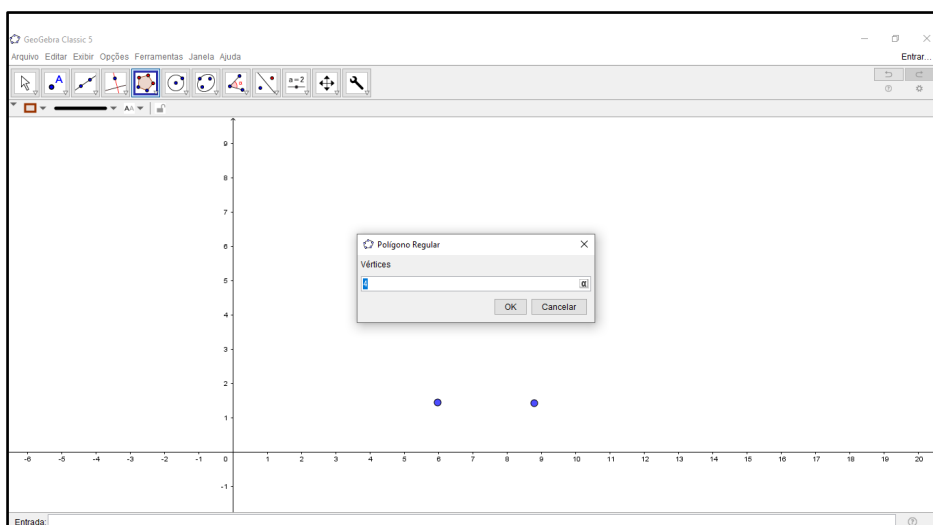 GeoGebra Classic 5
Arquivo Editar Exibir Opções Ferramentas Janela Ajuda
Entrar...
A
α
a=2
AA
9
8
7
6
5
4
3
2
1
-1
Polígono Regular
Vértices
4
α
OK Cancelar
-6 -5 -4 -3 -2 -1 0 1 2 3 4 5 6 7 8 9 10 11 12 13 14 15 16 17 18 19 20
Entrada: